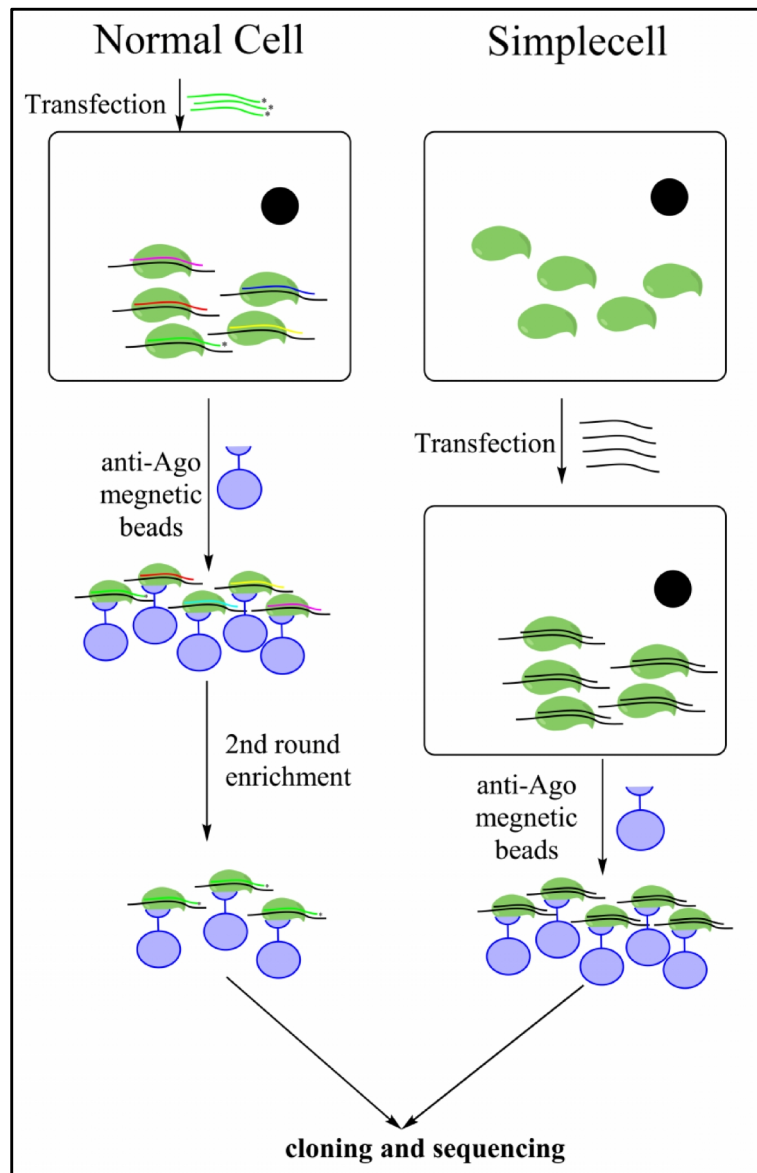 Normal Cell
Simplecell
Transfection
anti-Ago
megnetic
beads
2nd round
enrichment
Transfection
anti-Ago
megnetic
beads
cloning and sequencing